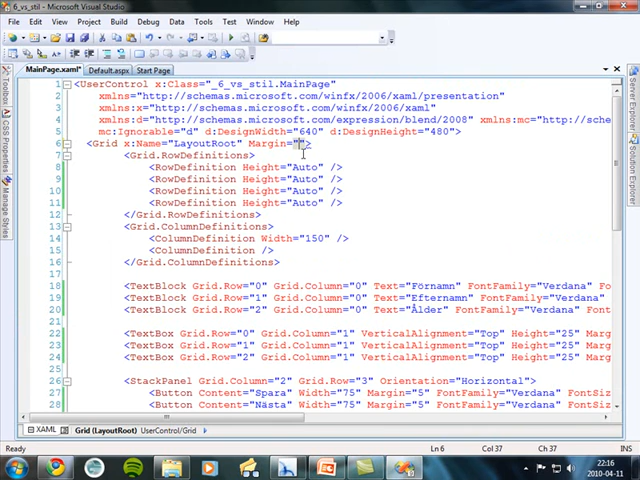 6_vs_stil - Microsoft Visual Studio
File Edit View Project Build Debug Data Tools Test Window Help
MainPage.xaml* Default.aspx Start Page
Toolbox
CSS Properties
Solution Explorer
1 <UserControl x:Class="_6_vs_stil.MainPage"
2 xmlns="http://schemas.microsoft.com/winfx/2006/xaml/presentation"
3 xmlns:x="http://schemas.microsoft.com/winfx/2006/xaml"
4 xmlns:d="http://schemas.microsoft.com/expression/blend/2008" xmlns:mc="http://sche
5 mc:Ignorable="d" d:DesignWidth="640" d:DesignHeight="480">
6 <Grid x:Name="LayoutRoot" Margin="">
7 <Grid.RowDefinitions>
8 <RowDefinition Height="Auto" />
9 <RowDefinition Height="Auto" />
10 <RowDefinition Height="Auto" />
11 <RowDefinition Height="Auto" />
12 </Grid.RowDefinitions>
13 <Grid.ColumnDefinitions>
14 <ColumnDefinition Width="150" />
15 <ColumnDefinition />
16 </Grid.ColumnDefinitions>
17
18 <TextBlock Grid.Row="0" Grid.Column="0" Text="Förnamn" FontFamily="Verdana" Fo
19 <TextBlock Grid.Row="1" Grid.Column="0" Text="Efternamn" FontFamily="Verdana"
20 <TextBlock Grid.Row="2" Grid.Column="0" Text="Ålder" FontFamily="Verdana" Font
21
22 <TextBox Grid.Row="0" Grid.Column="1" VerticalAlignment="Top" Height="25" Marg
23 <TextBox Grid.Row="1" Grid.Column="1" VerticalAlignment="Top" Height="25" Marg
24 <TextBox Grid.Row="2" Grid.Column="1" VerticalAlignment="Top" Height="25" Marg
25
26 <StackPanel Grid.Column="2" Grid.Row="3" Orientation="Horizontal">
27 <Button Content="Spara" Width="75" Margin="5" FontFamily="Verdana" FontSiz
28 <Button Content="Nästa" Width="75" Margin="5" FontFamily="Verdana" FontSiz
XAML Grid (LayoutRoot) UserControl/Grid
Ready Ln 6 Col 37 Ch 37 INS
22:16
2010-04-11